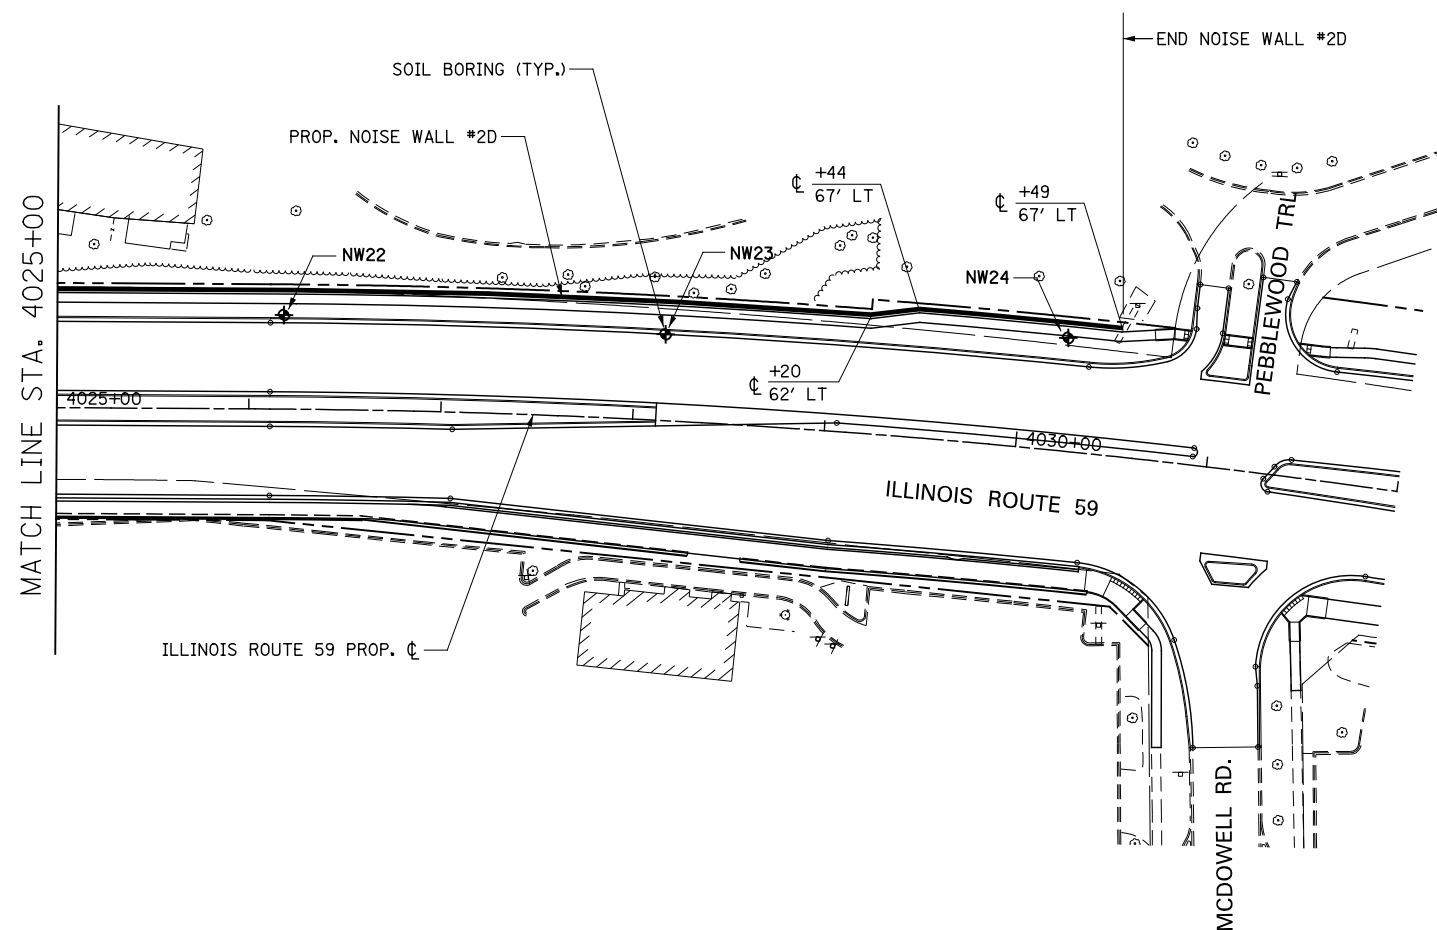 END NOISE WALL #2D
SOIL BORING (TYP.)
PROP. NOISE WALL #2D
℄ +44
67' LT
℄ +49
67' LT
NW22
NW23
NW24
MATCH LINE STA. 4025+00
PEBBLEWOOD TRL
℄ +20
62' LT
4025+00
4030+00
ILLINOIS ROUTE 59
ILLINOIS ROUTE 59 PROP. ℄
MCDOWELL RD.